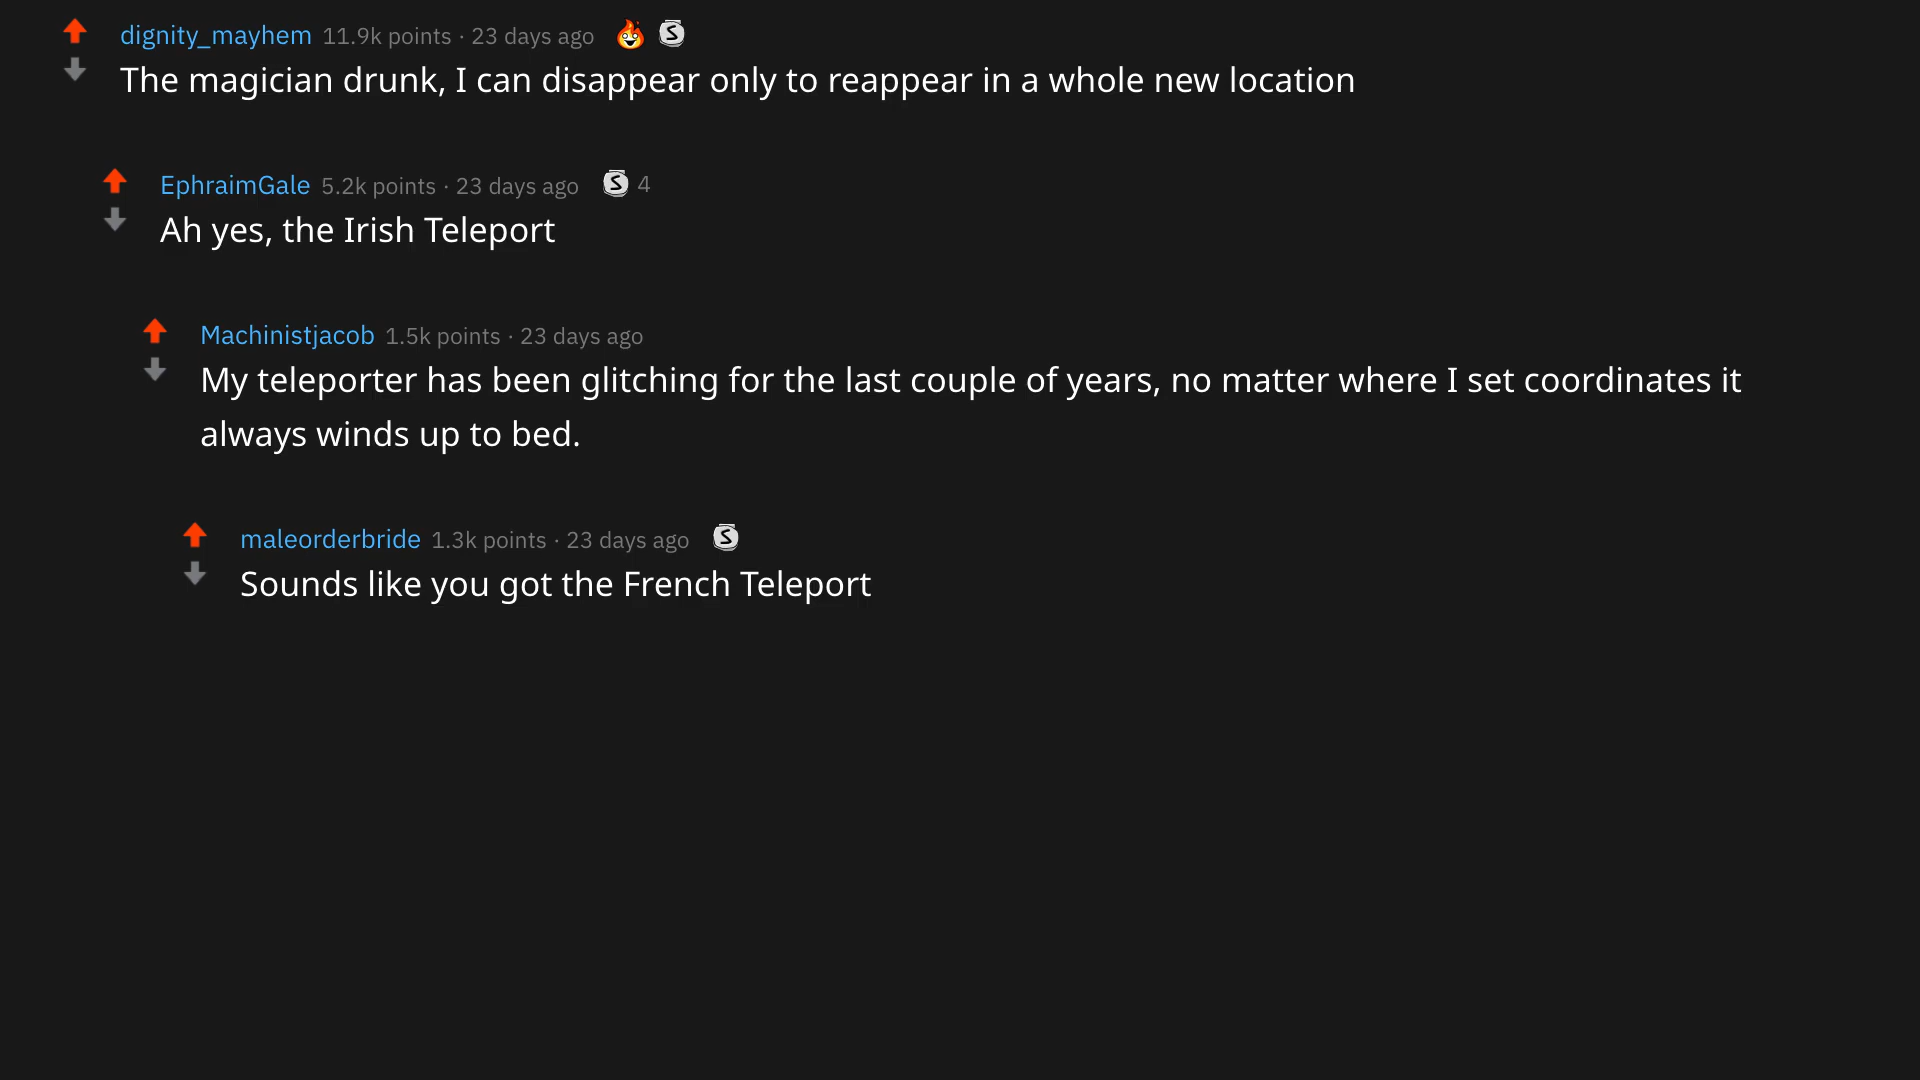 dignity_mayhem 11.9k points · 23 days ago
The magician drunk, I can disappear only to reappear in a whole new location
EphraimGale 5.2k points · 23 days ago 4
Ah yes, the Irish Teleport
Machinistjacob 1.5k points · 23 days ago
My teleporter has been glitching for the last couple of years, no matter where I set coordinates it
always winds up to bed.
maleorderbride 1.3k points · 23 days ago
Sounds like you got the French Teleport